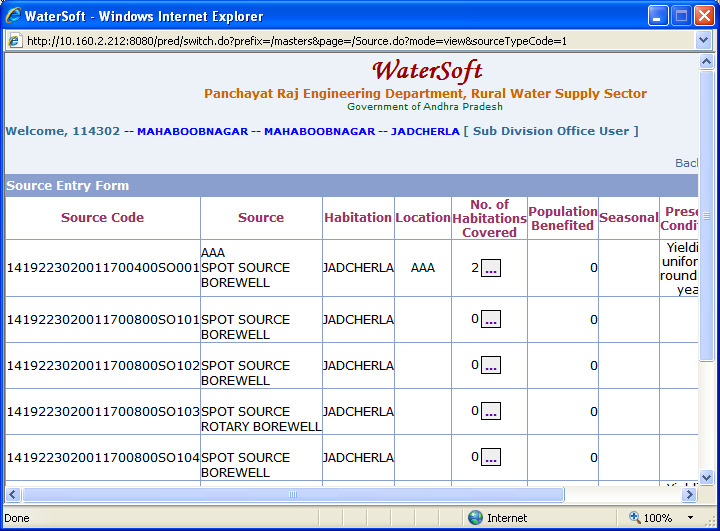 WaterSoft - Windows Internet Explorer
http://10.160.2.212:8080/pred/switch.do?prefix=/masters&page=/Source.do?mode=view&sourceTypeCode=1
WaterSoft
Panchayat Raj Engineering Department, Rural Water Supply Sector
Government of Andhra Pradesh
Welcome, 114302 -- MAHABOOBNAGAR -- MAHABOOBNAGAR -- JADCHERLA [ Sub Division Office User ]
Bac
Source Entry Form
Source Code Source Habitation Location No. of Habitations Covered Population Benefited Seasonal Prese Condit
1419223020011700400SO001 AAA SPOT SOURCE BOREWELL JADCHERLA AAA 2 ... 0 Yieldi unifor round yea
1419223020011700800SO101 SPOT SOURCE BOREWELL JADCHERLA 0 ... 0
1419223020011700800SO102 SPOT SOURCE BOREWELL JADCHERLA 0 ... 0
1419223020011700800SO103 SPOT SOURCE ROTARY BOREWELL JADCHERLA 0 ... 0
1419223020011700800SO104 SPOT SOURCE BOREWELL JADCHERLA 0 ... 0
Done Internet 100%